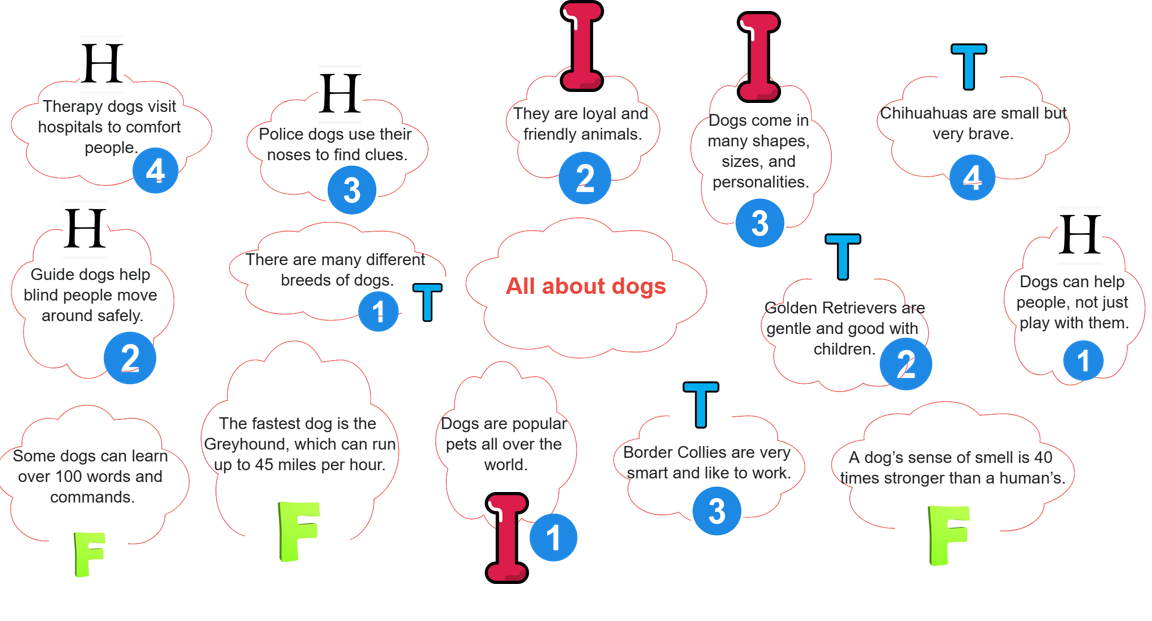 H
Therapy dogs visit
hospitals to comfort
people.
4
H
Police dogs use their
noses to find clues.
3
I
They are loyal and
friendly animals.
2
I
Dogs come in
many shapes,
sizes, and
personalities.
3
T
Chihuahuas are small but
very brave.
4
H
Guide dogs help
blind people move
around safely.
2
There are many different
breeds of dogs.
1
T
All about dogs
T
Golden Retrievers are
gentle and good with
children.
2
H
Dogs can help
people, not just
play with them.
1
Some dogs can learn
over 100 words and
commands.
F
The fastest dog is the
Greyhound, which can run
up to 45 miles per hour.
F
Dogs are popular
pets all over the
world.
I
1
T
Border Collies are very
smart and like to work.
3
A dog’s sense of smell is 40
times stronger than a human’s.
F